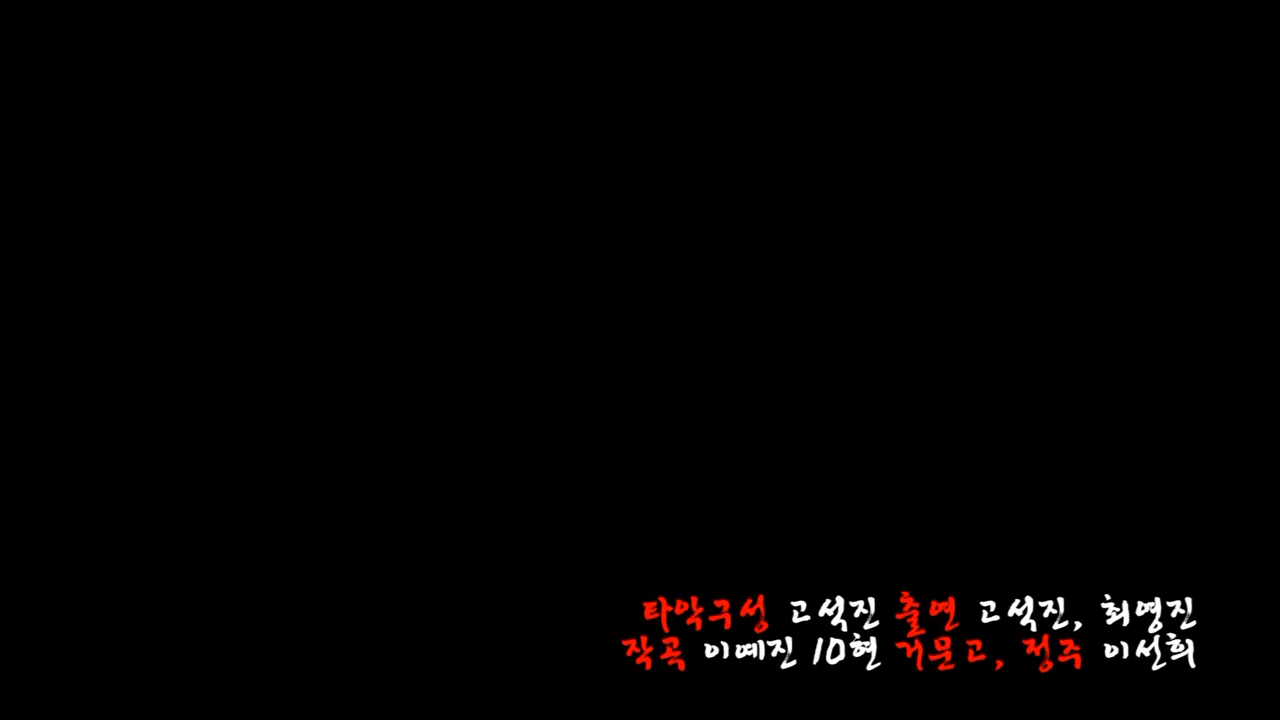 타악구성 고석진 출연 고석진, 최영진
작곡 이예진 10현 거문고, 정주 이선희